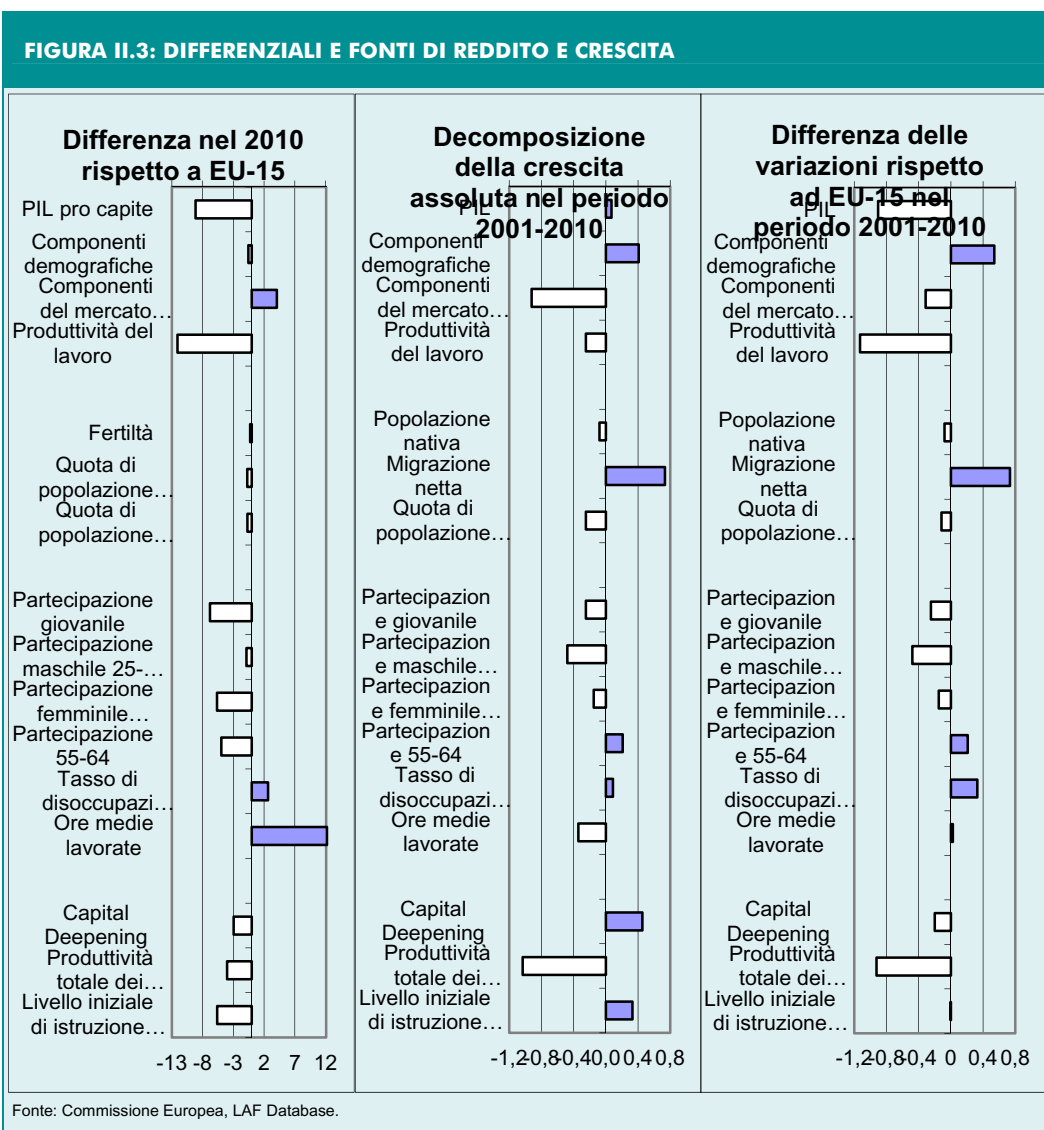 FIGURA II.3: DIFFERENZIALI E FONTI DI REDDITO E CRESCITA
Differenza nel 2010
rispetto a EU-15
PIL pro capite
Componenti
demografiche
Componenti
del mercato…
Produttività del
lavoro
Fertiltà
Quota di
popolazione…
Quota di
popolazione…
Partecipazione
giovanile
Partecipazione
maschile 25-…
Partecipazione
femminile…
Partecipazione
55-64
Tasso di
disoccupazi…
Ore medie
lavorate
Capital
Deepening
Produttività
totale dei…
Livello iniziale
di istruzione…
-13 -8 -3 2 7 12
Decomposizione
della crescita
assoluta nel periodo
2001-2010
PIL
Componenti
demografiche
Componenti
del mercato…
Produttività
del lavoro
Popolazione
nativa
Migrazione
netta
Quota di
popolazione…
Partecipazion
e giovanile
Partecipazion
e maschile…
Partecipazion
e femminile…
Partecipazion
e 55-64
Tasso di
disoccupazi…
Ore medie
lavorate
Capital
Deepening
Produttività
totale dei…
Livello iniziale
di istruzione…
-1,2 -0,8 -0,4 0,0 0,4 0,8
Differenza delle
variazioni rispetto
ad EU-15 nel
periodo 2001-2010
PIL
Componenti
demografiche
Componenti
del mercato…
Produttività
del lavoro
Popolazione
nativa
Migrazione
netta
Quota di
popolazione…
Partecipazion
e giovanile
Partecipazion
e maschile…
Partecipazion
e femminile…
Partecipazion
e 55-64
Tasso di
disoccupazi…
Ore medie
lavorate
Capital
Deepening
Produttività
totale dei…
Livello iniziale
di istruzione…
-1,2 -0,8 -0,4 0 0,4 0,8
Fonte: Commissione Europea, LAF Database.